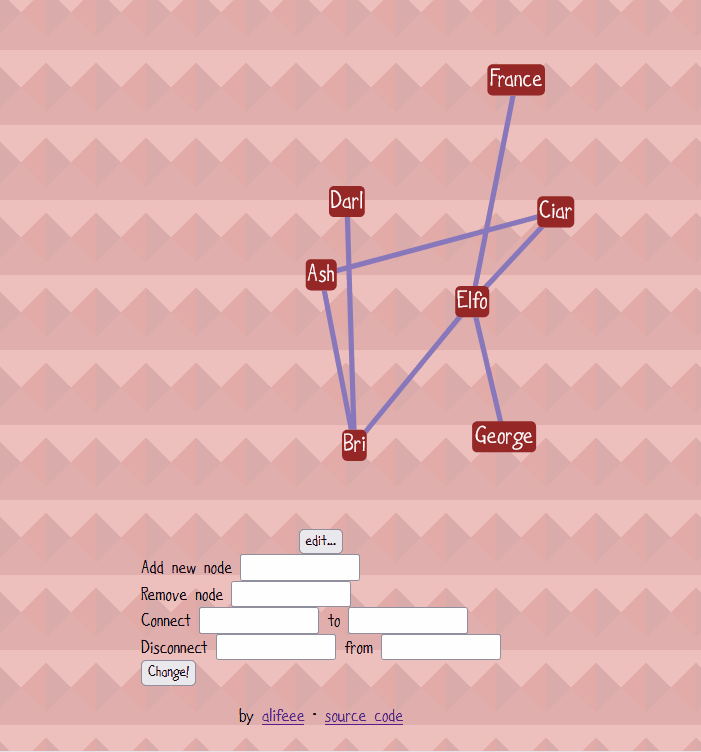 France
Darl
Ciar
Ash
Elfo
George
Bri
edit...
Add new node
Remove node
Connect to
Disconnect from
Change!
by alifeee · source code